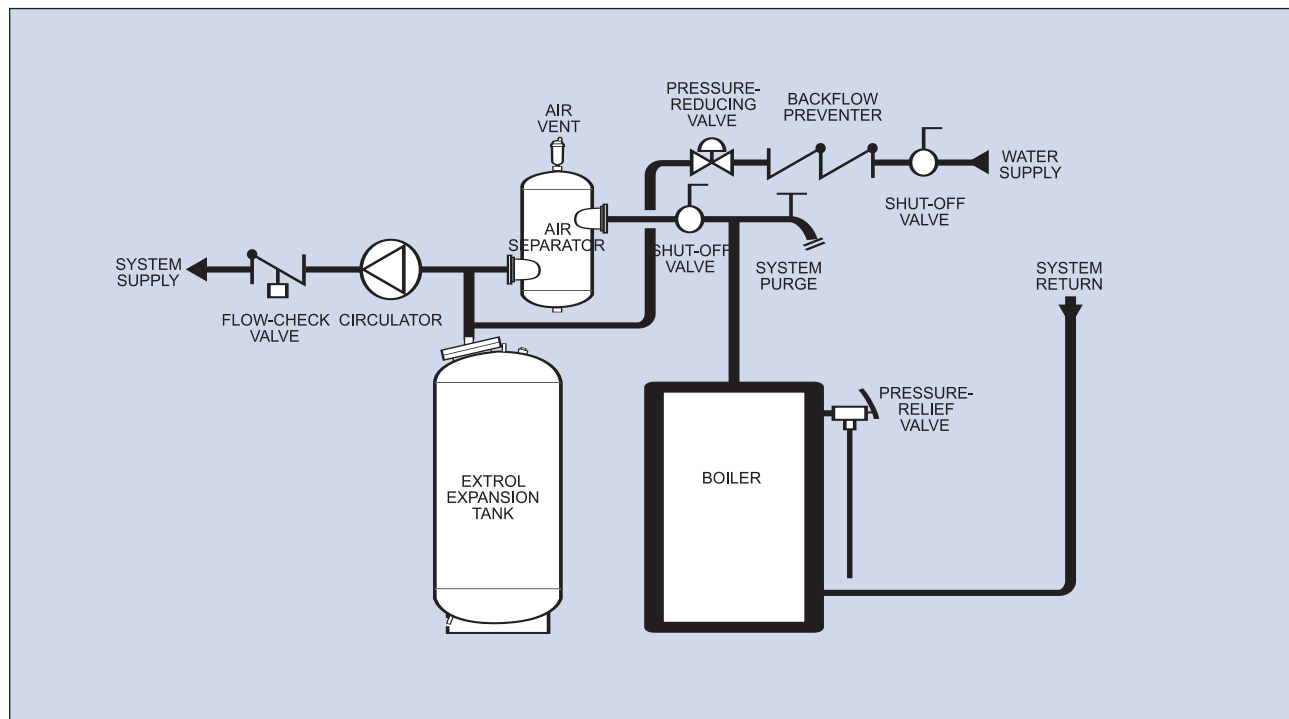 AIR
VENT
PRESSURE-
REDUCING
VALVE
BACKFLOW
PREVENTER
WATER
SUPPLY
SHUT-OFF
VALVE
AIR
SEPARATOR
SHUT-OFF
VALVE
SYSTEM
PURGE
SYSTEM
RETURN
SYSTEM
SUPPLY
FLOW-CHECK
VALVE
CIRCULATOR
PRESSURE-
RELIEF
VALVE
EXTROL
EXPANSION
TANK
BOILER